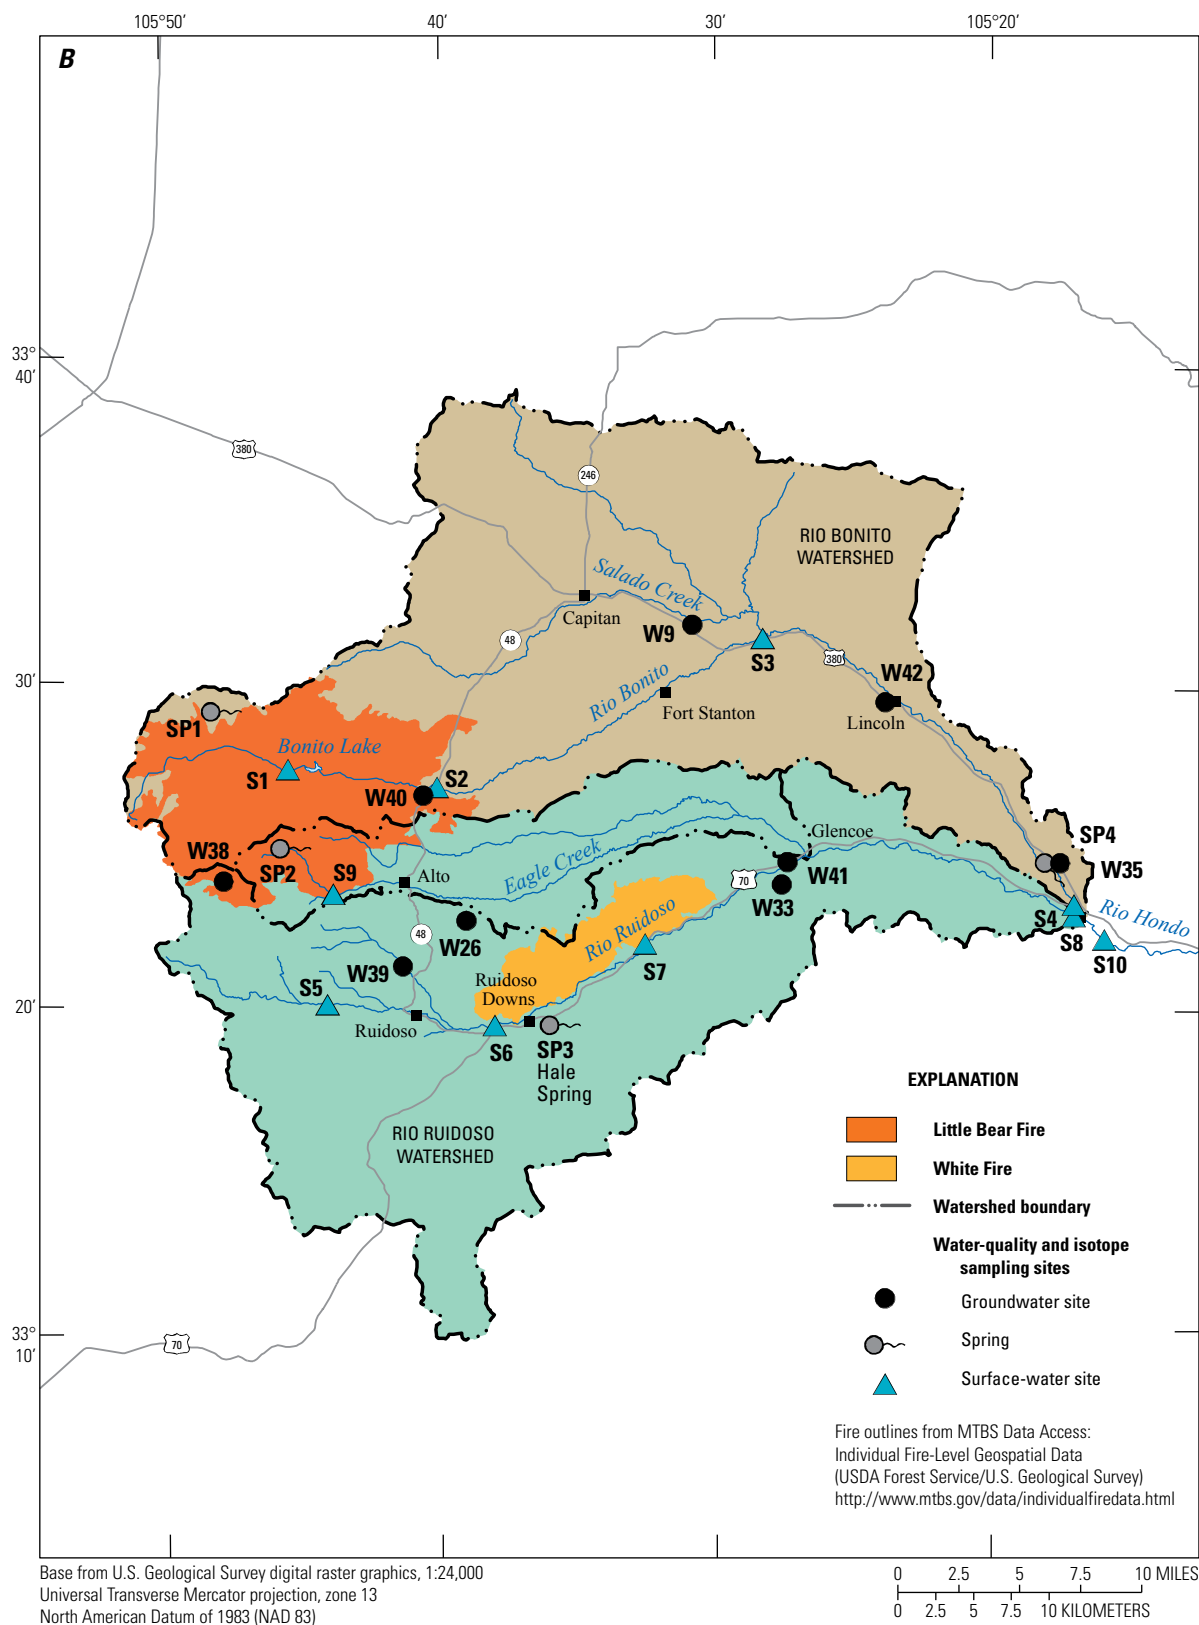 105°50′
40′
30′
105°20′
B
33°
40′
380
246
RIO BONITO
WATERSHED
Salado Creek
Capitan
W9
48
S3
380
Rio Bonito
W42
30′
Fort Stanton
Lincoln
SP1
Bonito Lake
S1
S2
W40
SP4
Glencoe
W38
SP2
S9
Alto
Eagle Creek
70
W41
W35
W33
Rio Hondo
S4
48
W26
Rio Ruidoso
S8
W39
S7
S10
S5
Ruidoso
Downs
20′
Ruidoso
S6
SP3
Hale
Spring
RIO RUIDOSO
WATERSHED
EXPLANATION
Little Bear Fire
White Fire
Watershed boundary
Water-quality and isotope
sampling sites
Groundwater site
Spring
Surface-water site
33°
10′
70
Fire outlines from MTBS Data Access:
Individual Fire-Level Geospatial Data
(USDA Forest Service/U.S. Geological Survey)
http://www.mtbs.gov/data/individualfiredata.html
Base from U.S. Geological Survey digital raster graphics, 1:24,000
Universal Transverse Mercator projection, zone 13
North American Datum of 1983 (NAD 83)
0 2.5 5 7.5 10 MILES
0 2.5 5 7.5 10 KILOMETERS